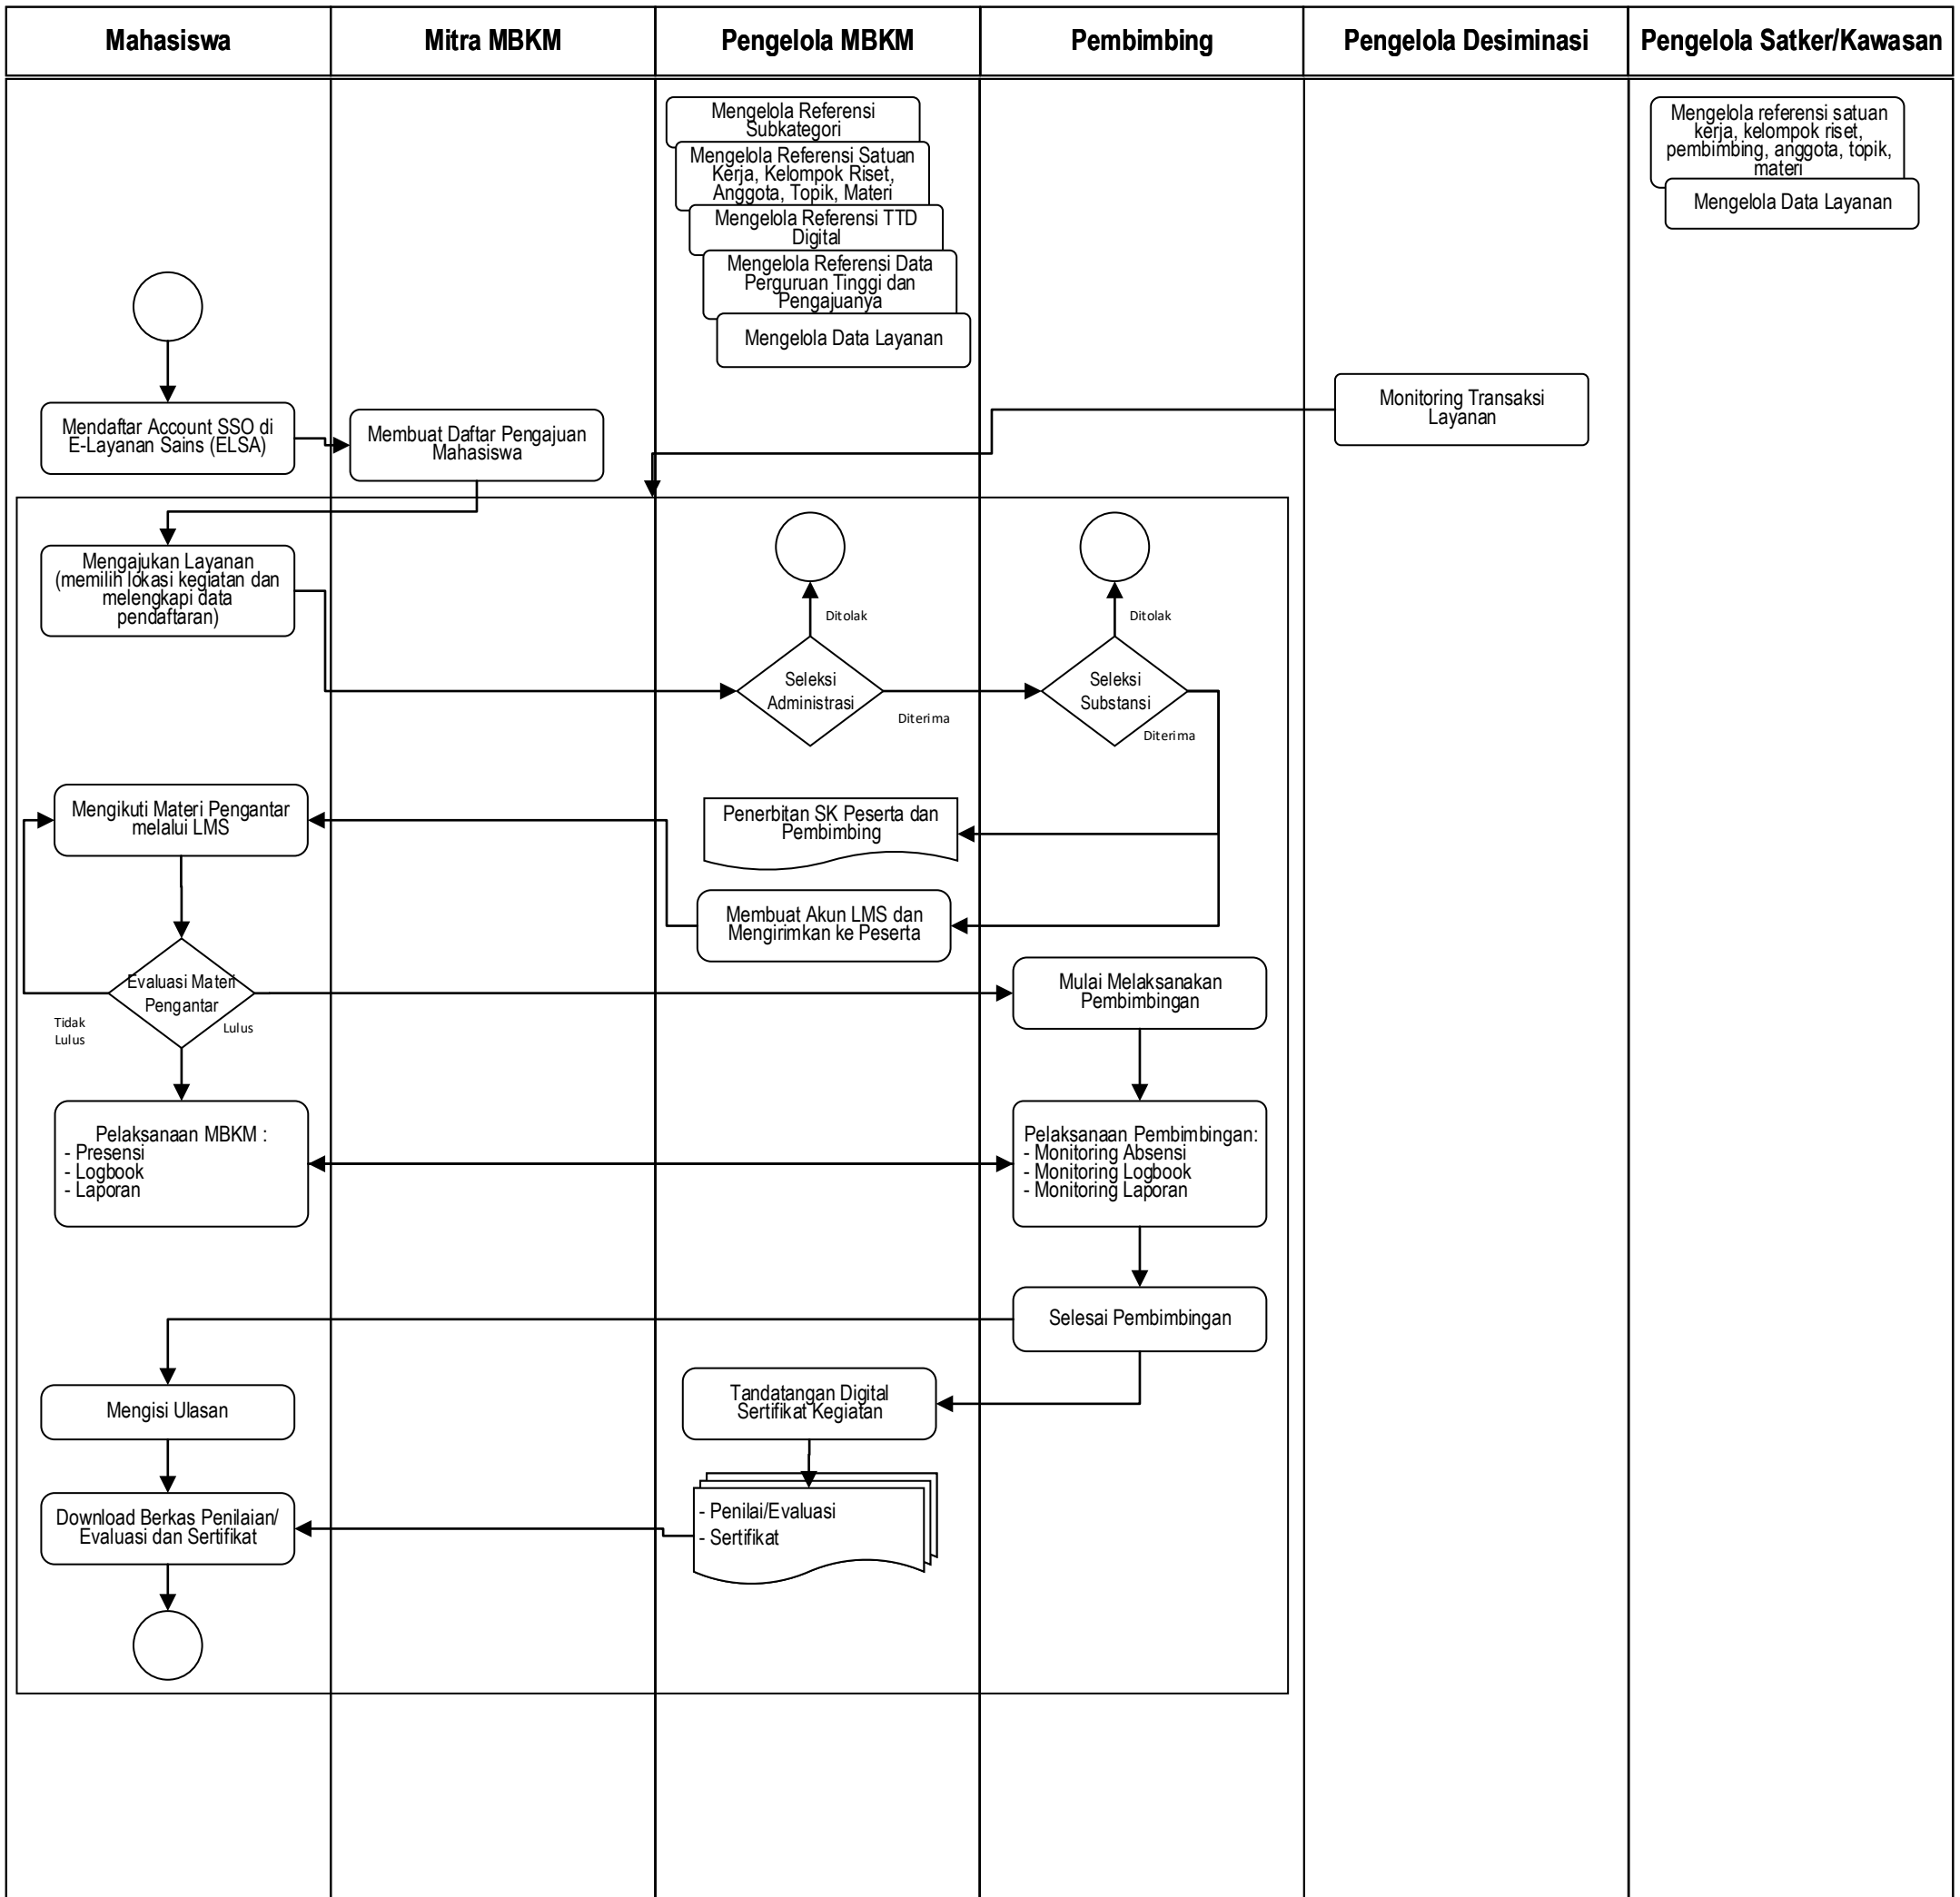 Mahasiswa
Mitra MBKM
Pengelola MBKM
Pembimbing
Pengelola Desiminasi
Pengelola Satker/Kawasan
Mengelola Referensi
Subkategori
Mengelola Referensi Satuan
Kerja, Kelompok Riset,
Anggota, Topik, Materi
Mengelola Referensi TTD
Digital
Mengelola Referensi Data
Perguruan Tinggi dan
Pengajuanya
Mengelola Data Layanan
Mengelola referensi satuan
kerja, kelompok riset,
pembimbing, anggota, topik,
materi
Mengelola Data Layanan
Monitoring Transaksi
Layanan
Mendaftar Account SSO di
E-Layanan Sains (ELSA)
Membuat Daftar Pengajuan
Mahasiswa
Mengajukan Layanan
(memilih lokasi kegiatan dan
melengkapi data
pendaftaran)
Ditolak
Ditolak
Seleksi
Administrasi
Diterima
Seleksi
Substansi
Diterima
Mengikuti Materi Pengantar
melalui LMS
Penerbitan SK Peserta dan
Pembimbing
Membuat Akun LMS dan
Mengirimkan ke Peserta
Evaluasi Materi
Pengantar
Tidak
Lulus
Lulus
Mulai Melaksanakan
Pembimbingan
Pelaksanaan MBKM :
- Presensi
- Logbook
- Laporan
Pelaksanaan Pembimbingan:
- Monitoring Absensi
- Monitoring Logbook
- Monitoring Laporan
Selesai Pembimbingan
Mengisi Ulasan
Tandatangan Digital
Sertifikat Kegiatan
Download Berkas Penilaian/
Evaluasi dan Sertifikat
- Penilai/Evaluasi
- Sertifikat